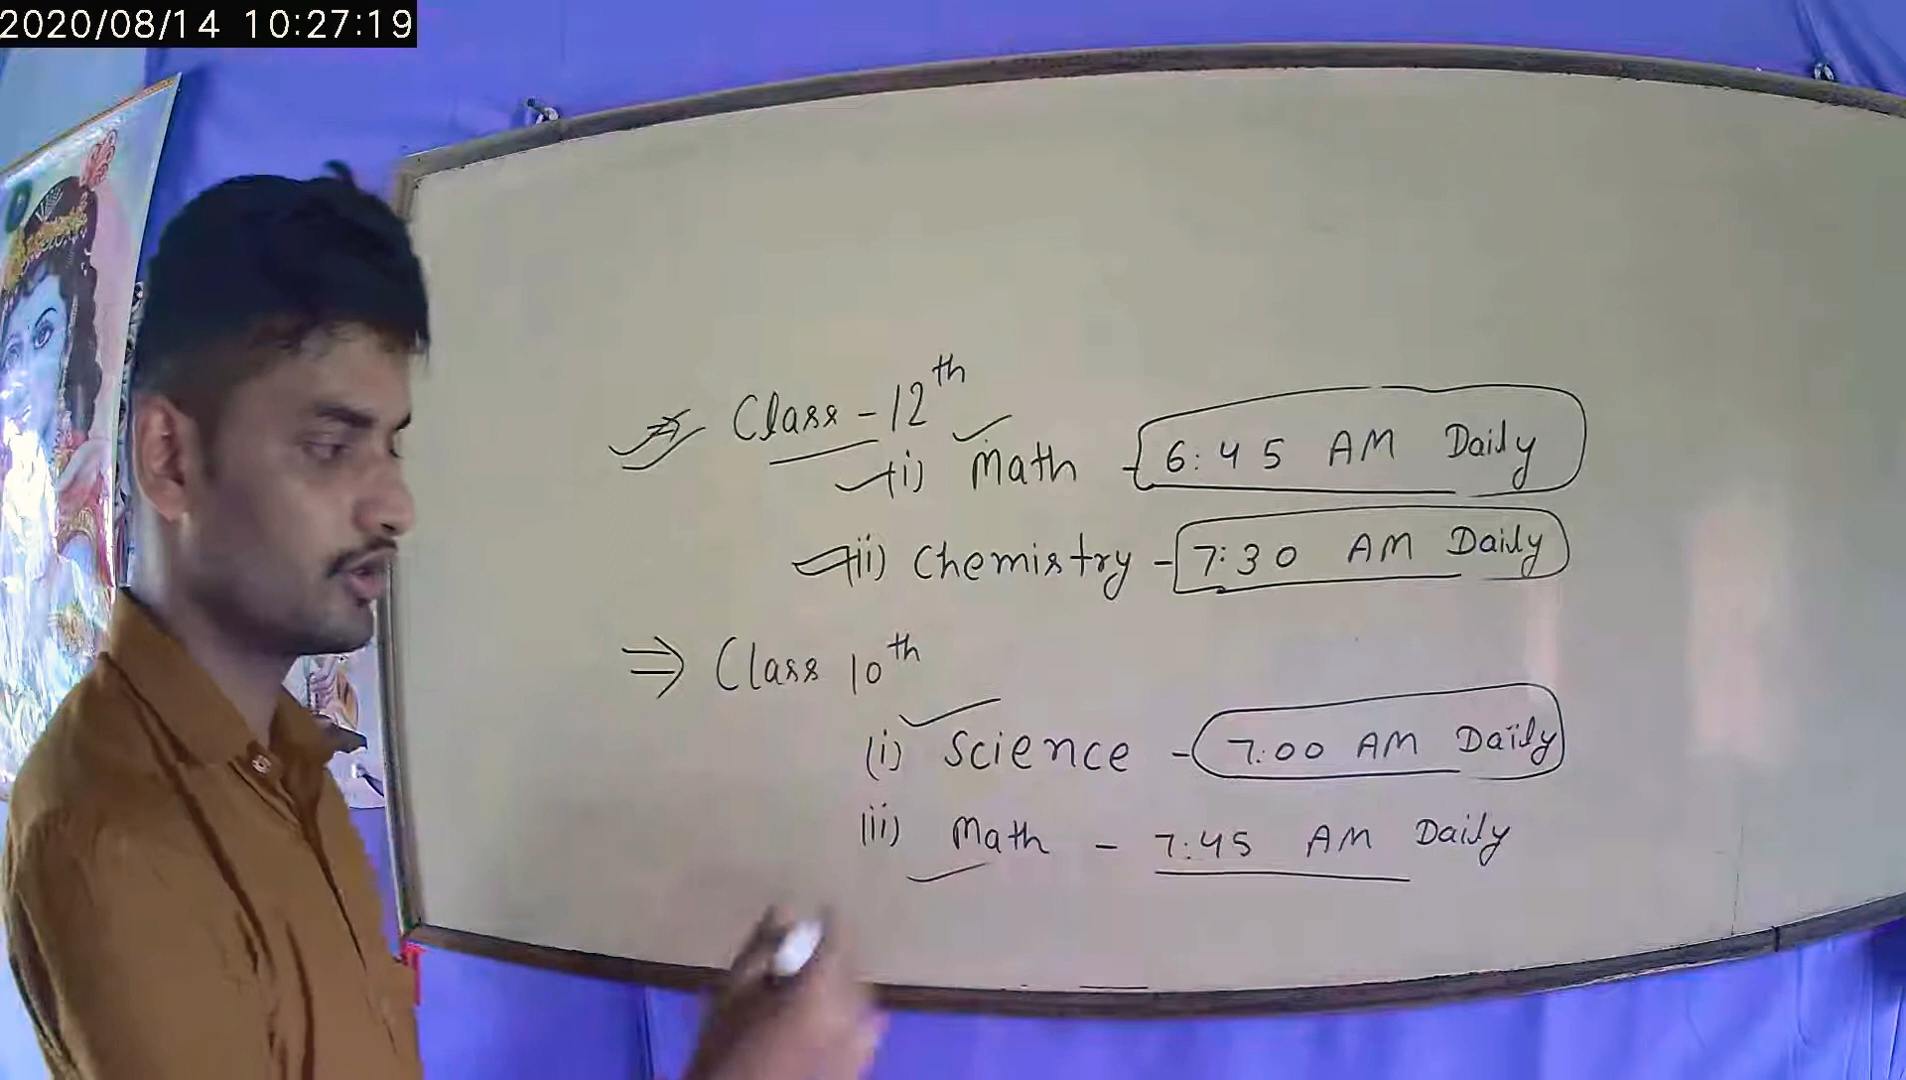 2020/08/14 10:27:19
⇒ Class - 12th
(i) Math - 6:45 AM Daily
(ii) Chemistry - 7:30 AM Daily
⇒ Class 10th
(i) Science - 7:00 AM Daily
(ii) Math - 7:45 AM Daily